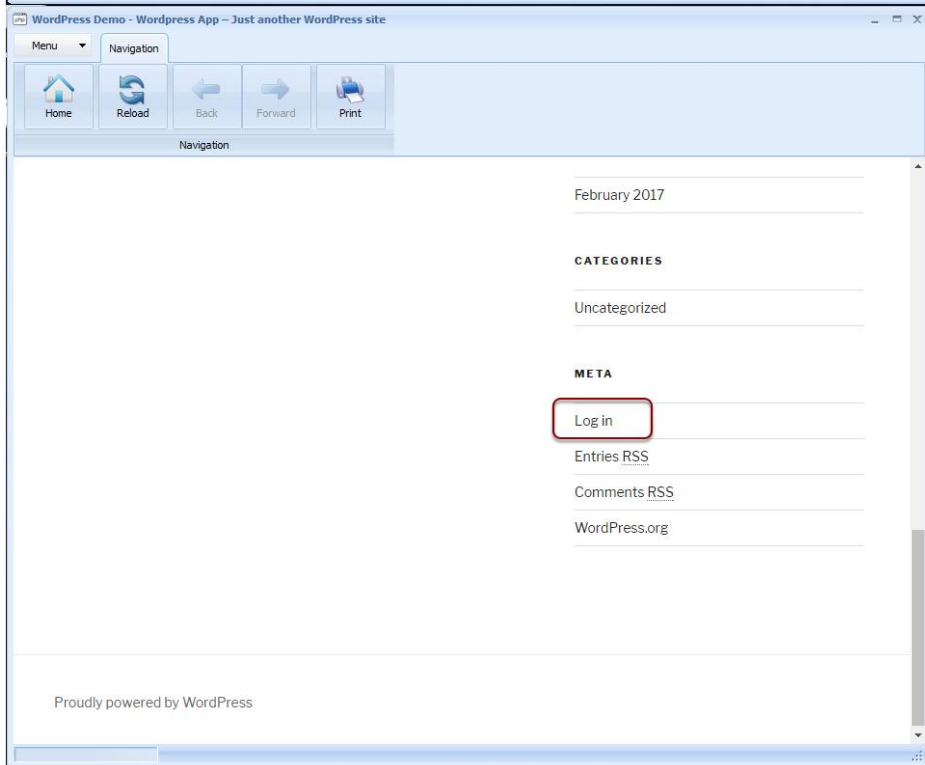 WordPress Demo - Wordpress App – Just another WordPress site
Menu
Navigation
Home
Reload
Back
Forward
Print
Navigation
February 2017
CATEGORIES
Uncategorized
META
Log in
Entries RSS
Comments RSS
WordPress.org
Proudly powered by WordPress